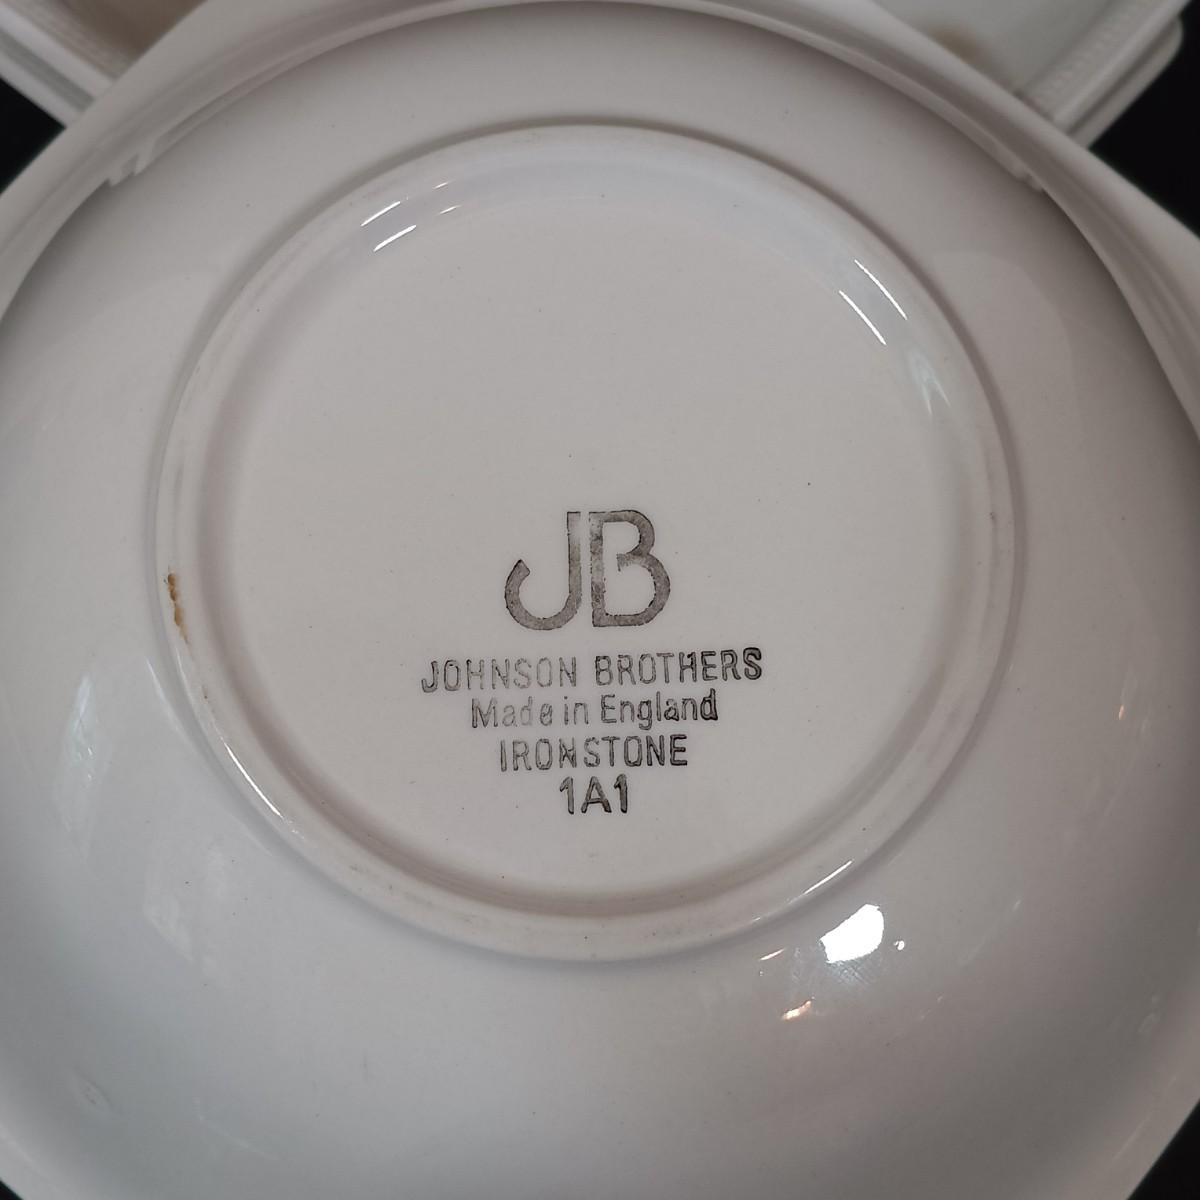 JB
JOHNSON BROTHERS
Made in England
IRONSTONE
1A1